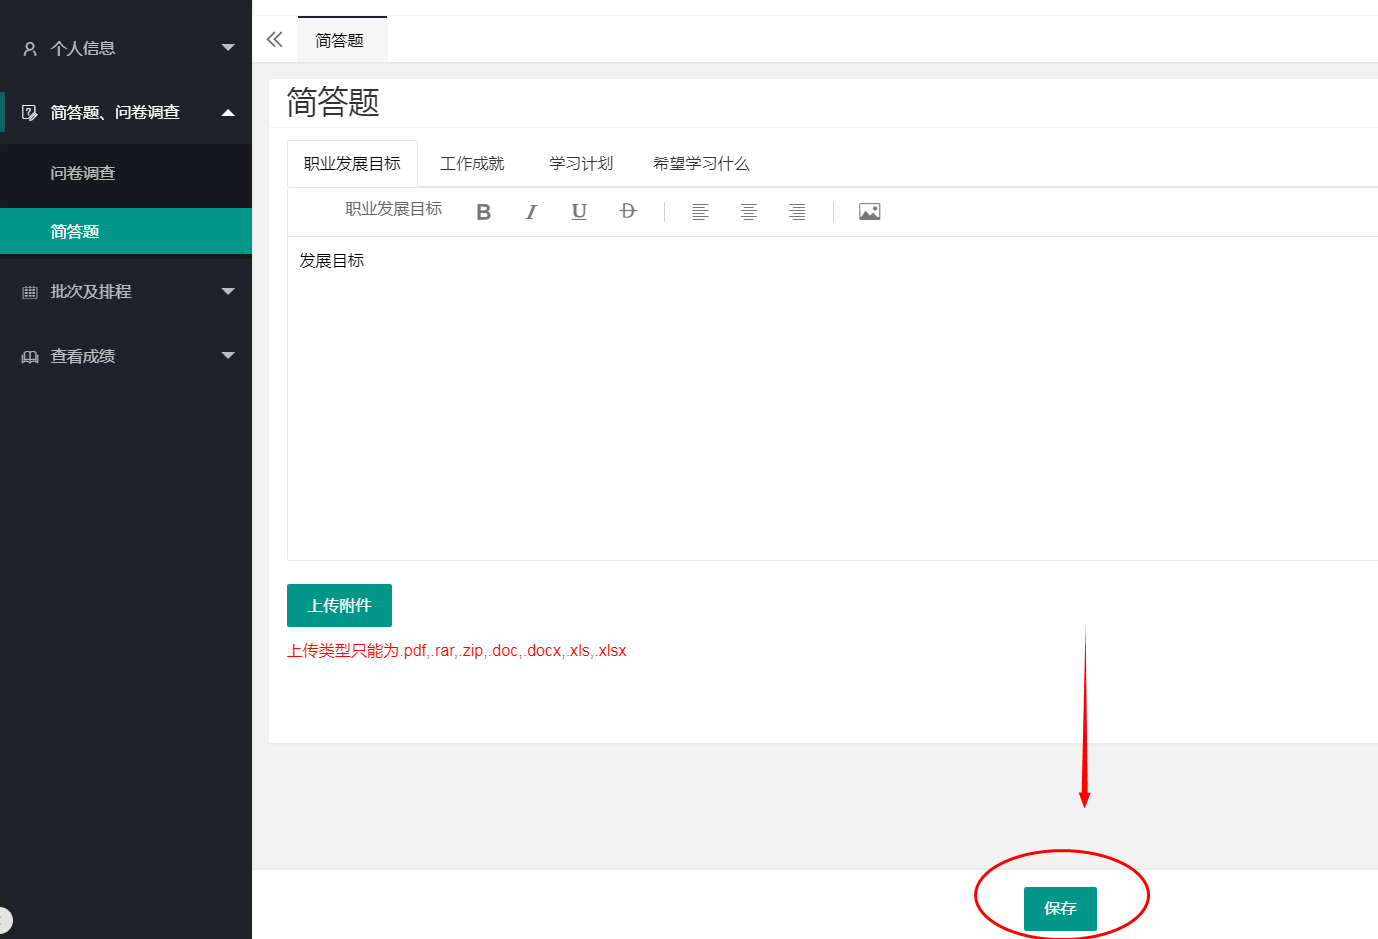 个人信息
简答题、问卷调查
问卷调查
简答题
批次及排程
查看成绩
简答题
简答题
职业发展目标 工作成就 学习计划 希望学习什么
职业发展目标 B I U D
发展目标
上传附件
上传类型只能为.pdf,.rar,.zip,.doc,.docx,.xls,.xlsx
保存